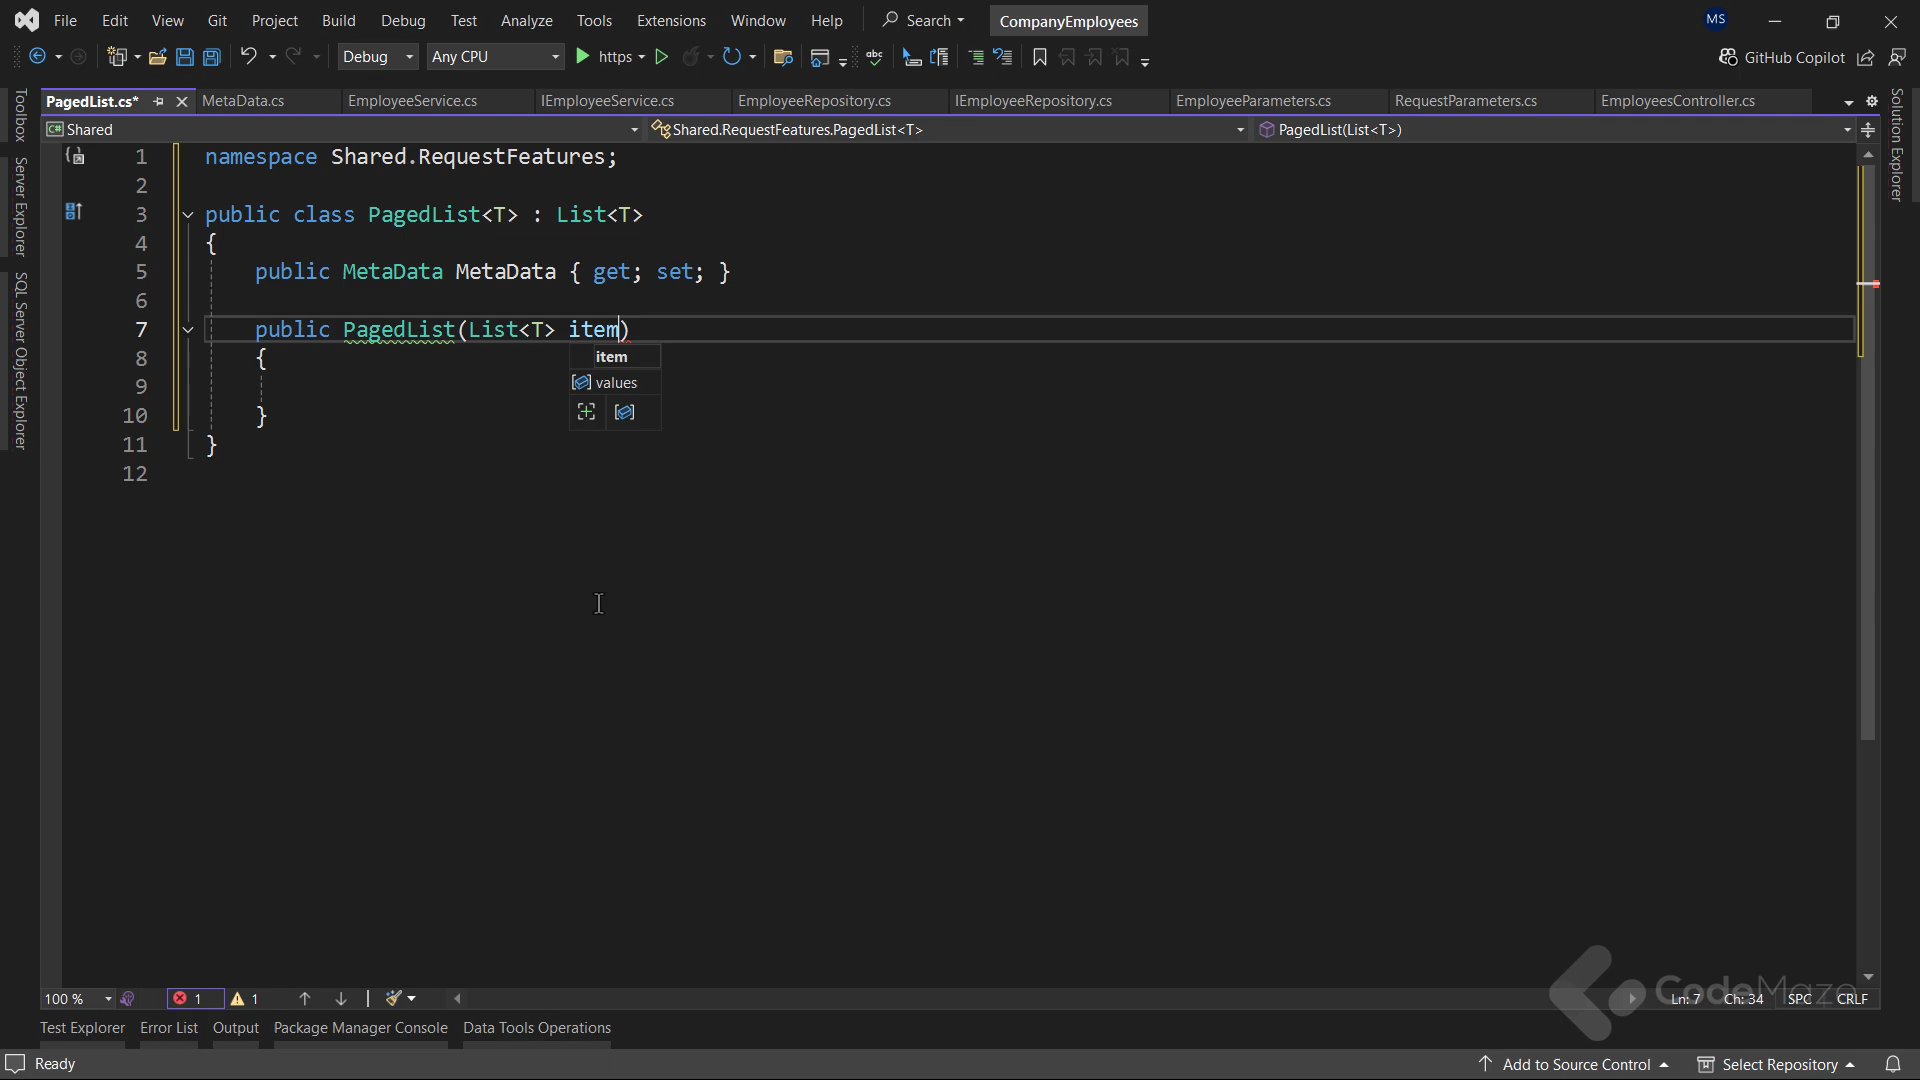 File Edit View Git Project Build Debug Test Analyze Tools Extensions Window Help Search CompanyEmployees MS
Debug Any CPU https abc GitHub Copilot
PagedList.cs* MetaData.cs EmployeeService.cs IEmployeeService.cs EmployeeRepository.cs IEmployeeRepository.cs EmployeeParameters.cs RequestParameters.cs EmployeesController.cs
C# Shared Shared.RequestFeatures.PagedList<T> PagedList(List<T>)
Toolbox
Server Explorer
SQL Server Object Explorer
Solution Explorer
1 namespace Shared.RequestFeatures;
2
3 public class PagedList<T> : List<T>
4 {
5 public MetaData MetaData { get; set; }
6
7 public PagedList(List<T> item)
8 {
9
10 }
11 }
12
item
values
100 % 1 1 Ln: 7 Ch: 34 SPC CRLF
CodeMaze
Test Explorer Error List Output Package Manager Console Data Tools Operations
Ready Add to Source Control Select Repository